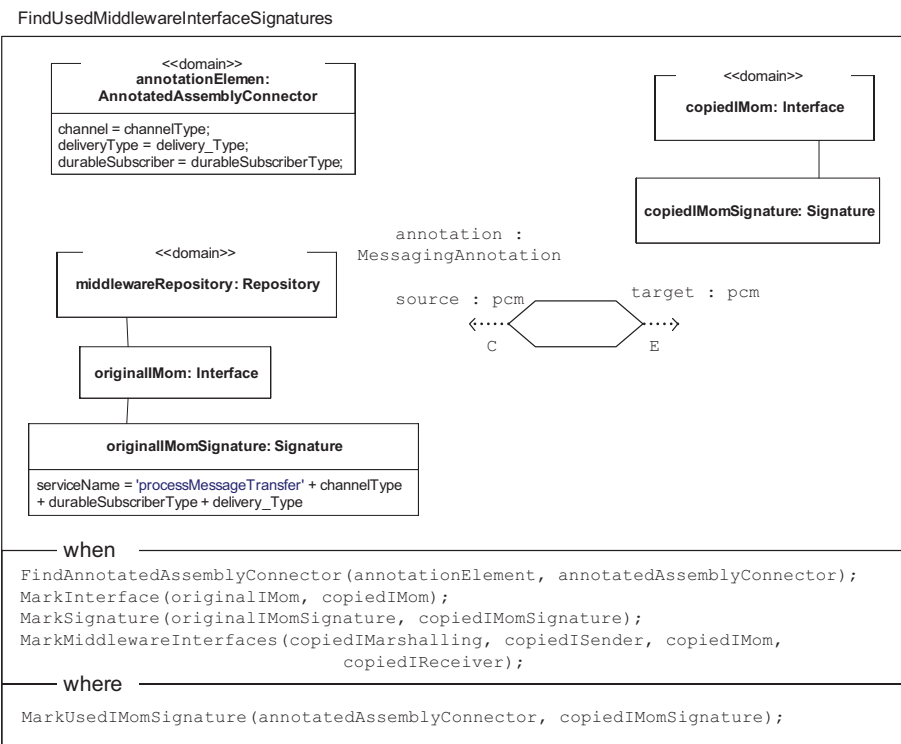 FindUsedMiddlewareInterfaceSignatures
<<domain>>
annotationElemen:
AnnotatedAssemblyConnector
channel = channelType;
deliveryType = delivery_Type;
durableSubscriber = durableSubscriberType;
<<domain>>
copiedIMom: Interface
copiedIMomSignature: Signature
annotation :
MessagingAnnotation
source : pcm
target : pcm
C
E
<<domain>>
middlewareRepository: Repository
originalIMom: Interface
originalIMomSignature: Signature
serviceName = 'processMessageTransfer' + channelType
+ durableSubscriberType + delivery_Type
when
FindAnnotatedAssemblyConnector(annotationElement, annotatedAssemblyConnector);
MarkInterface(originalIMom, copiedIMom);
MarkSignature(originalIMomSignature, copiedIMomSignature);
MarkMiddlewareInterfaces(copiedIMarshalling, copiedISender, copiedIMom,
copiedIReceiver);
where
MarkUsedIMomSignature(annotatedAssemblyConnector, copiedIMomSignature);